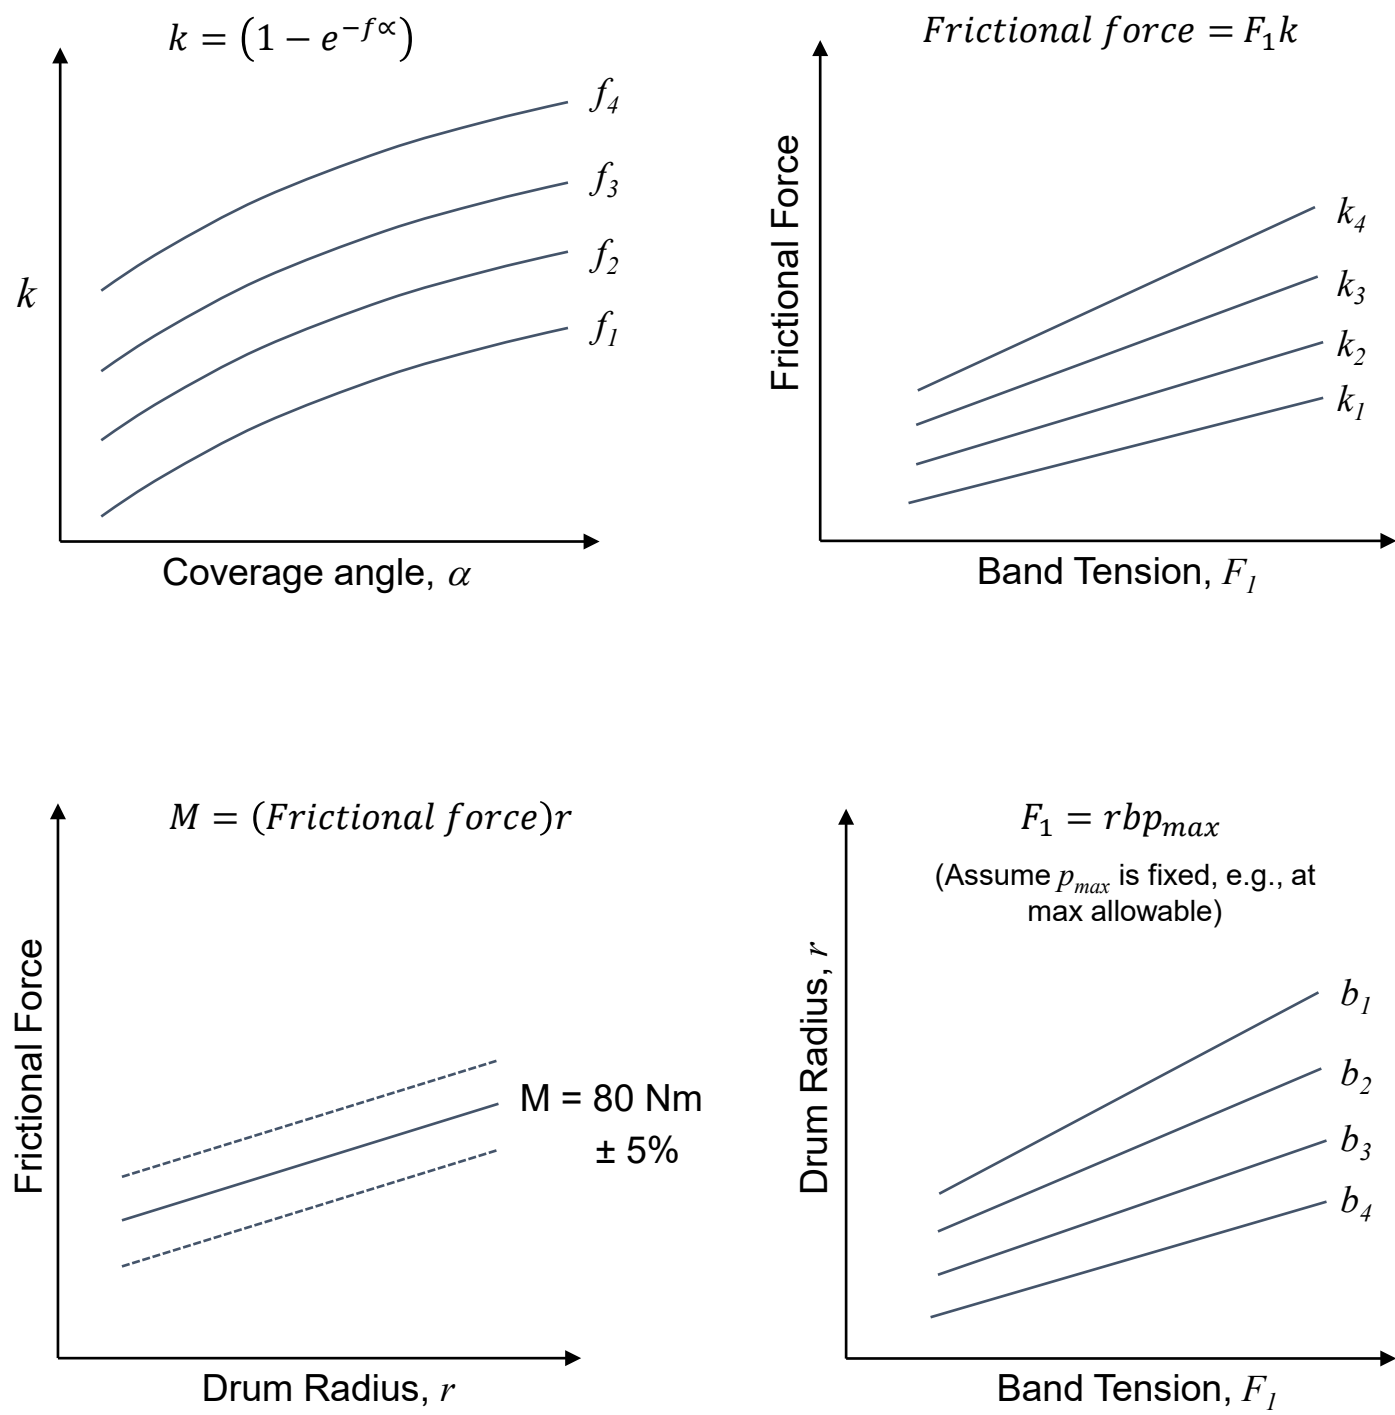 k = (1 − e^{−f∝})
f4
f3
f2
f1
k
Coverage angle, α
Frictional force = F1k
Frictional Force
k4
k3
k2
k1
Band Tension, F1
M = (Frictional force)r
Frictional Force
M = 80 Nm
± 5%
Drum Radius, r
F1 = rbpmax
(Assume pmax is fixed, e.g., at
max allowable)
Drum Radius, r
b1
b2
b3
b4
Band Tension, F1